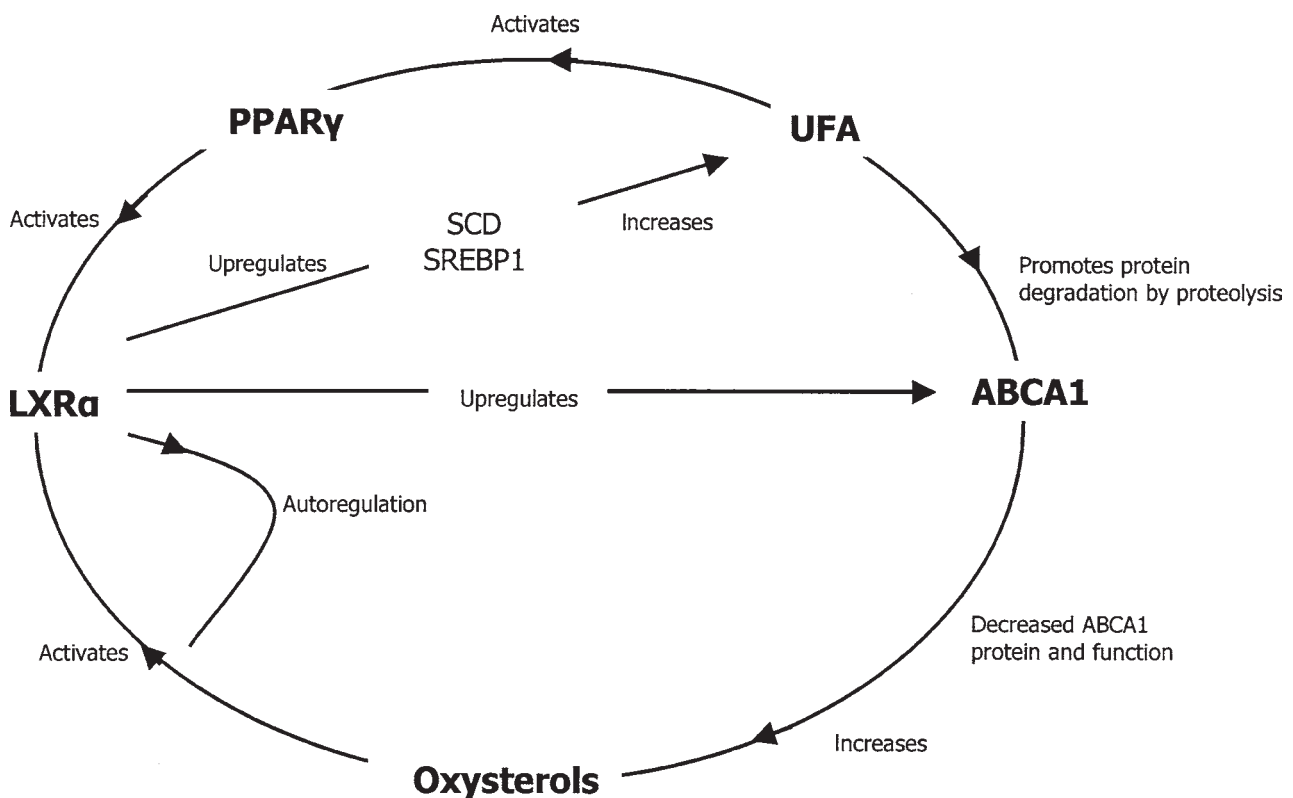 Activates
PPARγ
UFA
Activates
SCD
SREBP1
Increases
Upregulates
Promotes protein
degradation by proteolysis
LXRα
Upregulates
ABCA1
Autoregulation
Activates
Decreased ABCA1
protein and function
Increases
Oxysterols